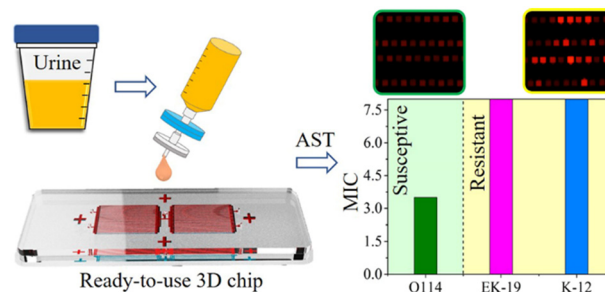 Urine
AST
Ready-to-use 3D chip
MIC
7.5
6.0
4.5
3.0
1.5
0.0
Susceptive
Resistant
O114
EK-19
K-12